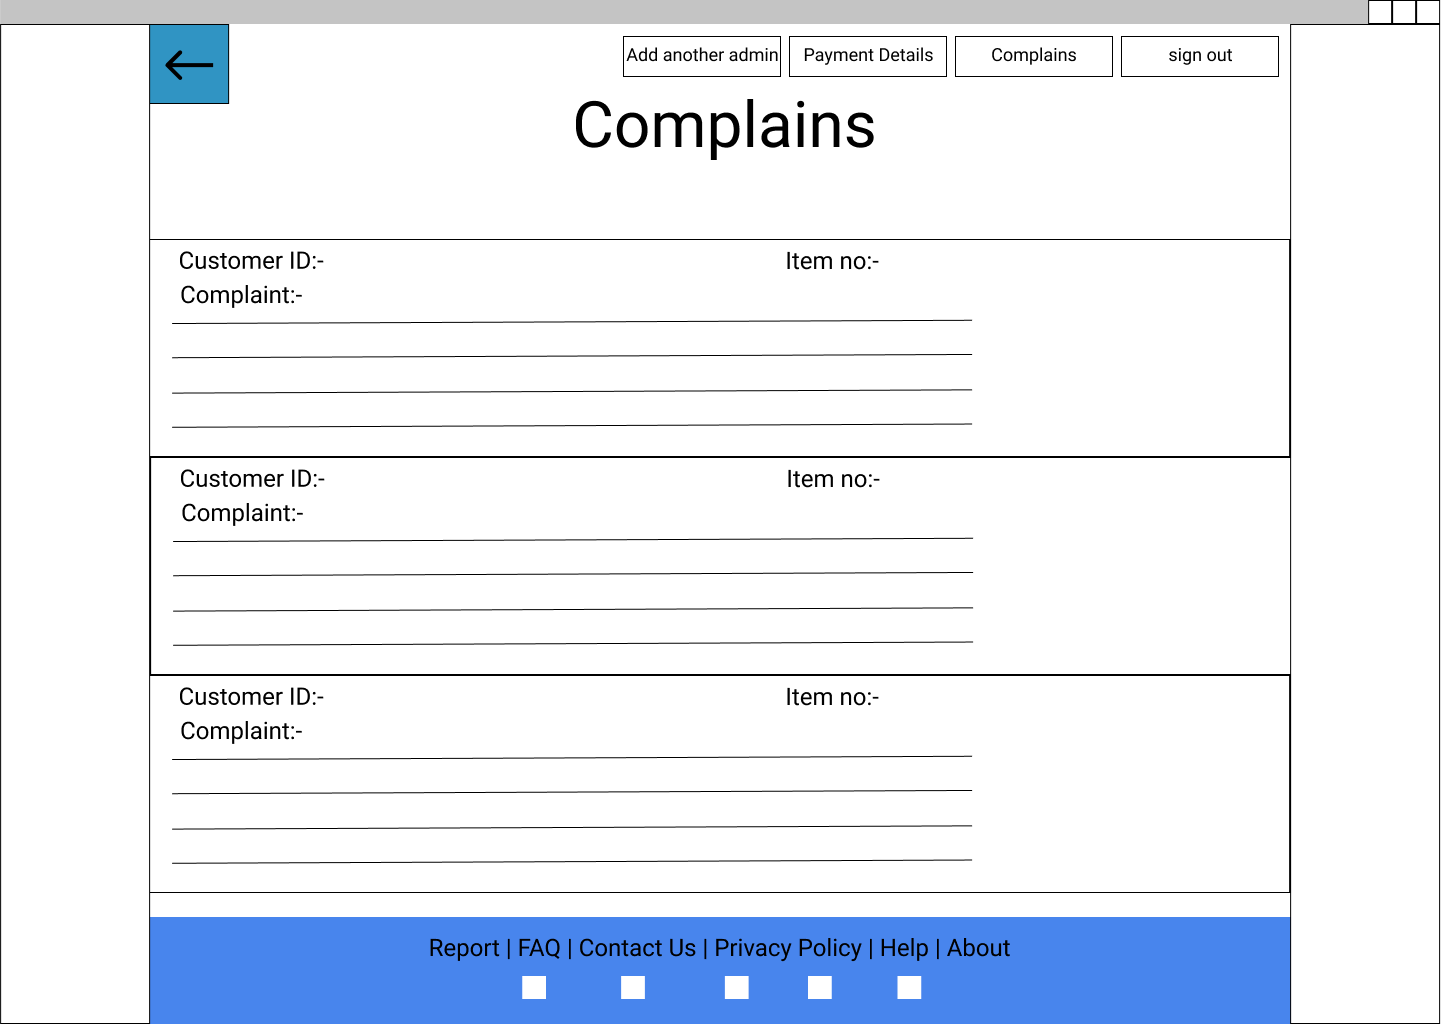 Add another admin Payment Details Complains sign out
Complains
Customer ID:- Item no:-
Complaint:-
Customer ID:- Item no:-
Complaint:-
Customer ID:- Item no:-
Complaint:-
Report | FAQ | Contact Us | Privacy Policy | Help | About